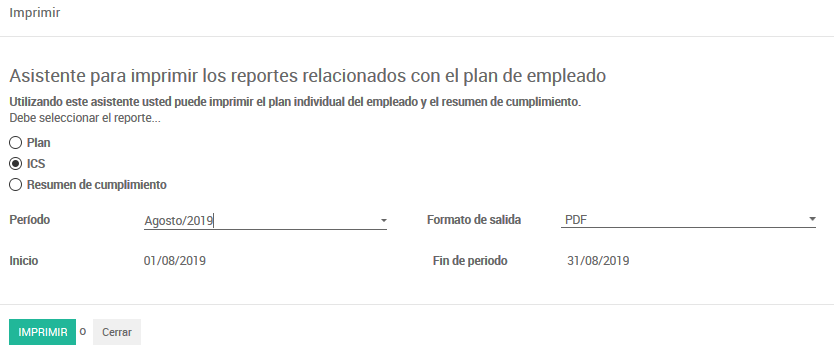 Imprimir
Asistente para imprimir los reportes relacionados con el plan de empleado
Utilizando este asistente usted puede imprimir el plan individual del empleado y el resumen de cumplimiento.
Debe seleccionar el reporte...
Plan
ICS
Resumen de cumplimiento
Período Agosto/2019 Formato de salida PDF
Inicio 01/08/2019 Fin de periodo 31/08/2019
IMPRIMIR o Cerrar